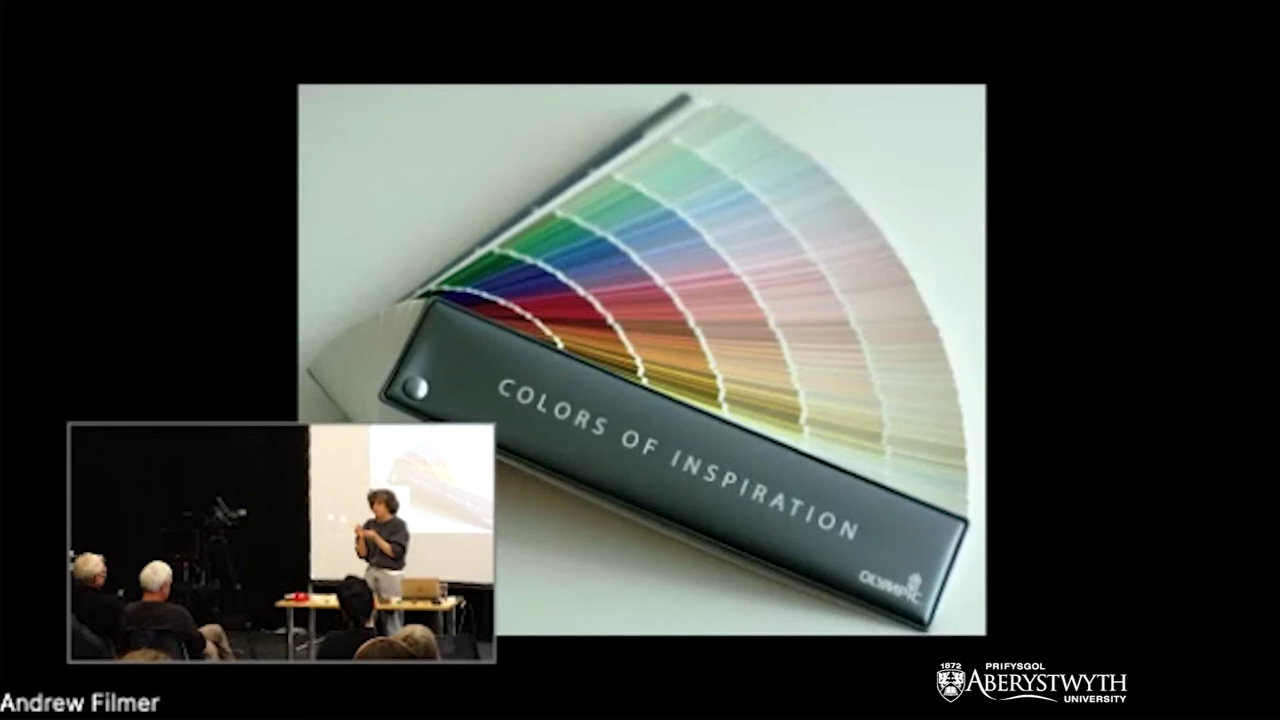 COLORS OF INSPIRATION
OLYMPIC
Andrew Filmer
1872
PRIFYSGOL
ABERYSTWYTH
UNIVERSITY